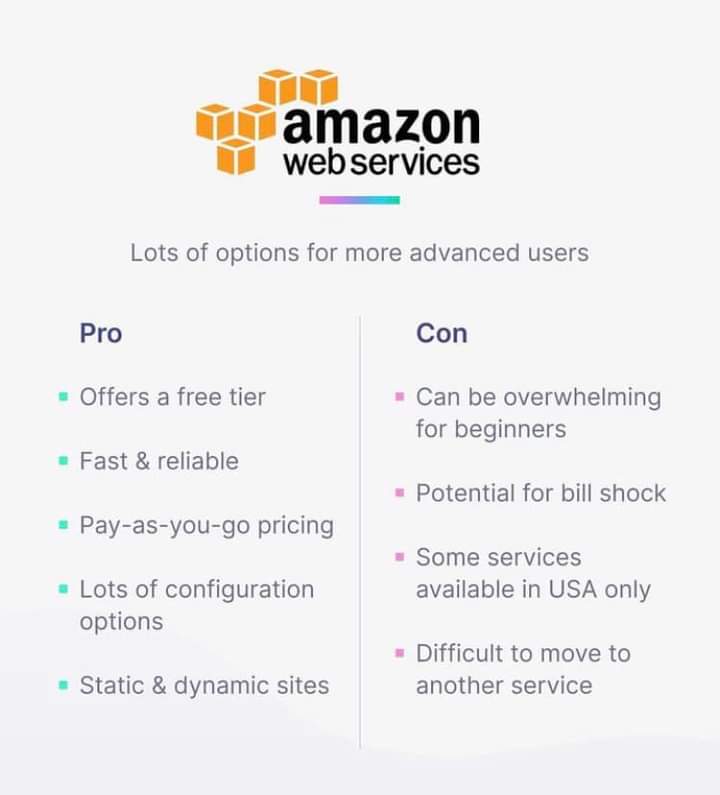 amazon
web services
Lots of options for more advanced users
Pro
Offers a free tier
Fast & reliable
Pay-as-you-go pricing
Lots of configuration
options
Static & dynamic sites
Con
Can be overwhelming
for beginners
Potential for bill shock
Some services
available in USA only
Difficult to move to
another service